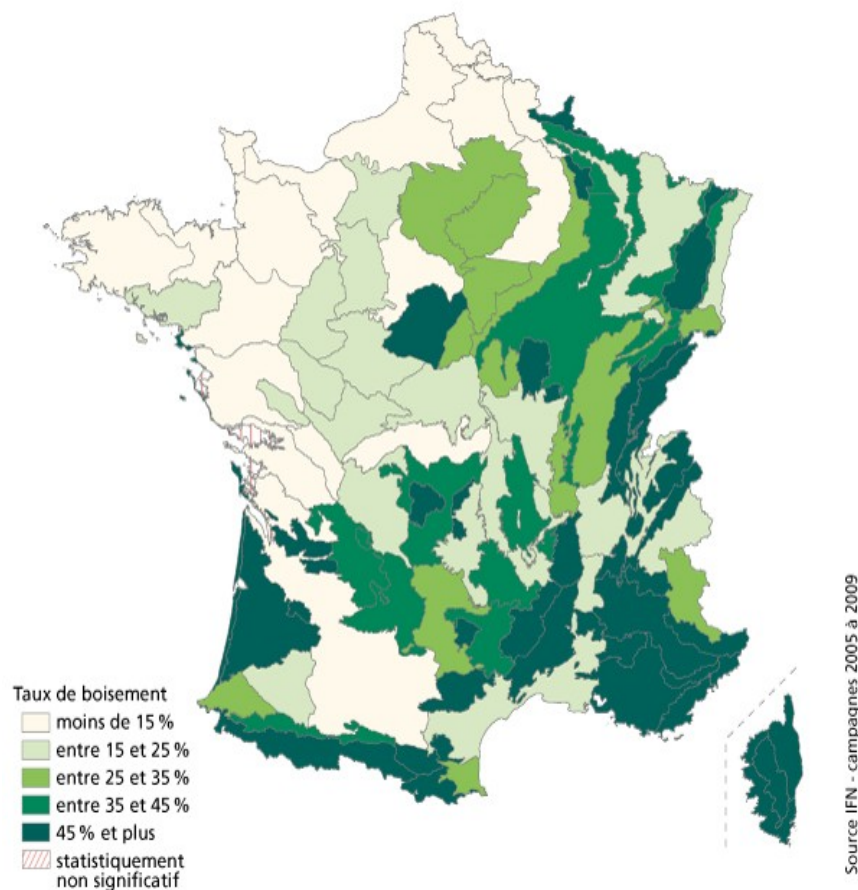 Taux de boisement
moins de 15 %
entre 15 et 25 %
entre 25 et 35 %
entre 35 et 45 %
45 % et plus
statistiquement
non significatif
Source IFN - campagnes 2005 à 2009